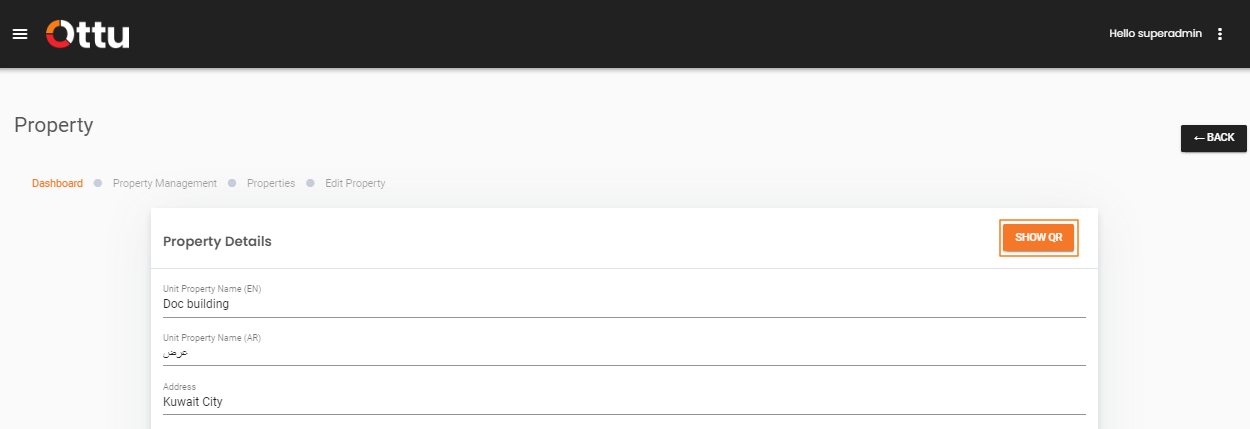 Ottu
Hello superadmin
Property
← BACK
Dashboard Property Management Properties Edit Property
Property Details
SHOW QR
Unit Property Name (EN)
Doc building
Unit Property Name (AR)
عرض
Address
Kuwait City